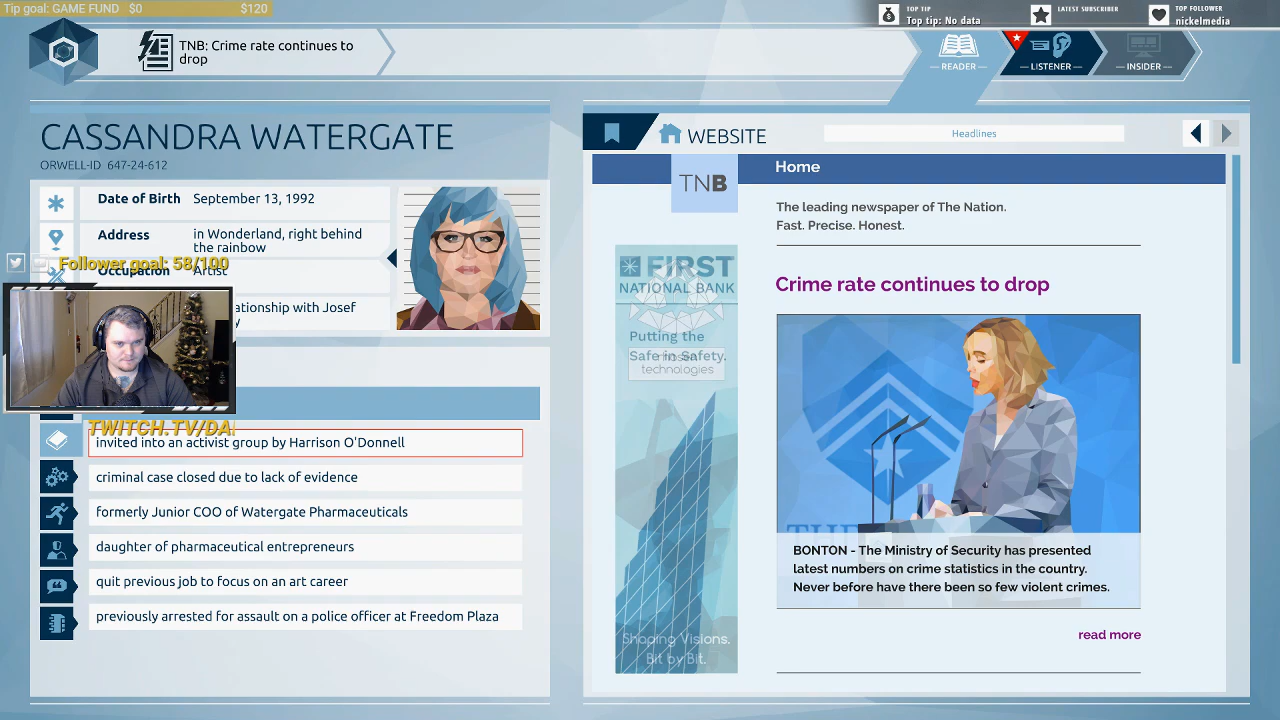 Tip goal: GAME FUND $0 $120
TOP TIP
Top tip: No data
LATEST SUBSCRIBER
TOP FOLLOWER
nickelmedia
TNB: Crime rate continues to
drop
— READER —
— LISTENER —
— INSIDER —
CASSANDRA WATERGATE
ORWELL-ID 647-24-612
Date of Birth September 13, 1992
Address in Wonderland, right behind
the rainbow
Follower goal: 58/100
Occupation Artist
ationship with Josef
y
TWITCH.TV/DA
invited into an activist group by Harrison O'Donnell
criminal case closed due to lack of evidence
formerly Junior COO of Watergate Pharmaceuticals
daughter of pharmaceutical entrepreneurs
quit previous job to focus on an art career
previously arrested for assault on a police officer at Freedom Plaza
WEBSITE
Headlines
TNB
Home
The leading newspaper of The Nation.
Fast. Precise. Honest.
FIRST
NATIONAL BANK
Putting the
Safe in Safety.
technologies
Shaping Visions.
Bit by Bit.
Crime rate continues to drop
THE
BONTON - The Ministry of Security has presented
latest numbers on crime statistics in the country.
Never before have there been so few violent crimes.
read more